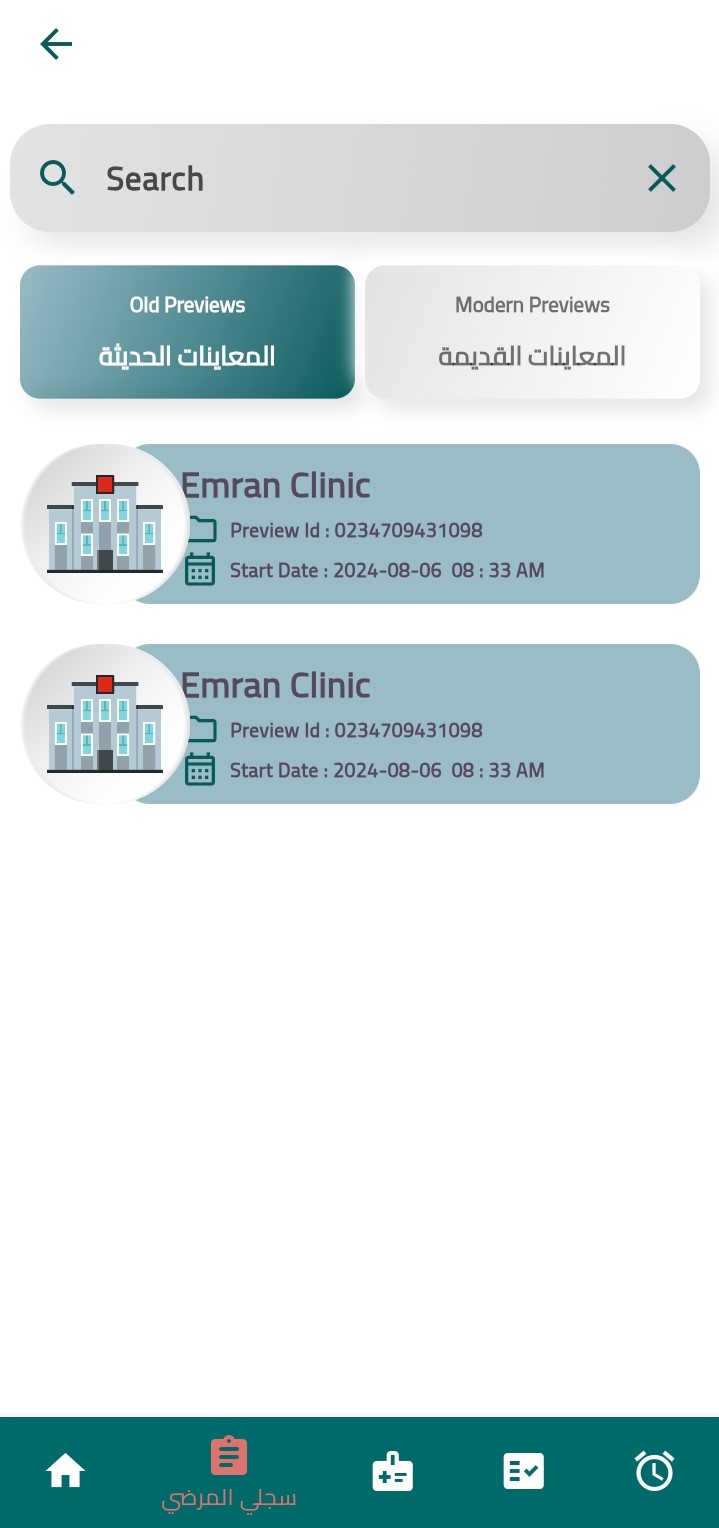 Search
Old Previews
المعاينات الحديثة
Modern Previews
المعاينات القديمة
Emran Clinic
Preview Id : 0234709431098
Start Date : 2024-08-06  08 : 33 AM
Emran Clinic
Preview Id : 0234709431098
Start Date : 2024-08-06  08 : 33 AM
سجلي المرضي